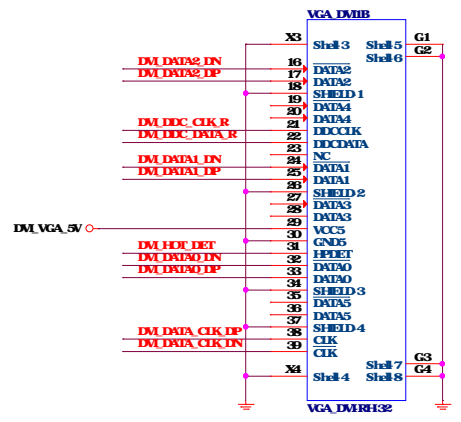 VGA_DVI1B
X3 Shell-3 Shell-5 G1
Shell-6 G2
DVI_DATA2_DN 16 DATA2
DVI_DATA2_DP 17 DATA2
18 SHIELD-1
19 DATA4
20 DATA4
DVI_DDC_CLK_R 21 DDCCLK
DVI_DDC_DATA_R 22 DDCDATA
23 NC
DVI_DATA1_DN 24 DATA1
DVI_DATA1_DP 25 DATA1
26 SHIELD-2
27 DATA3
28 DATA3
DVI_VGA_5V 29 VCC5
30 GND5
DVI_HOT_DET 31 HPDET
DVI_DATA0_DN 32 DATA0
DVI_DATA0_DP 33 DATA0
34 SHIELD-3
35 DATA5
36 DATA5
37 SHIELD-4
DVI_DATA_CLK_DP 38 CLK
DVI_DATA_CLK_DN 39 CLK
Shell-7 G3
X4 Shell-4 Shell-8 G4
VGA_DVI-RH32